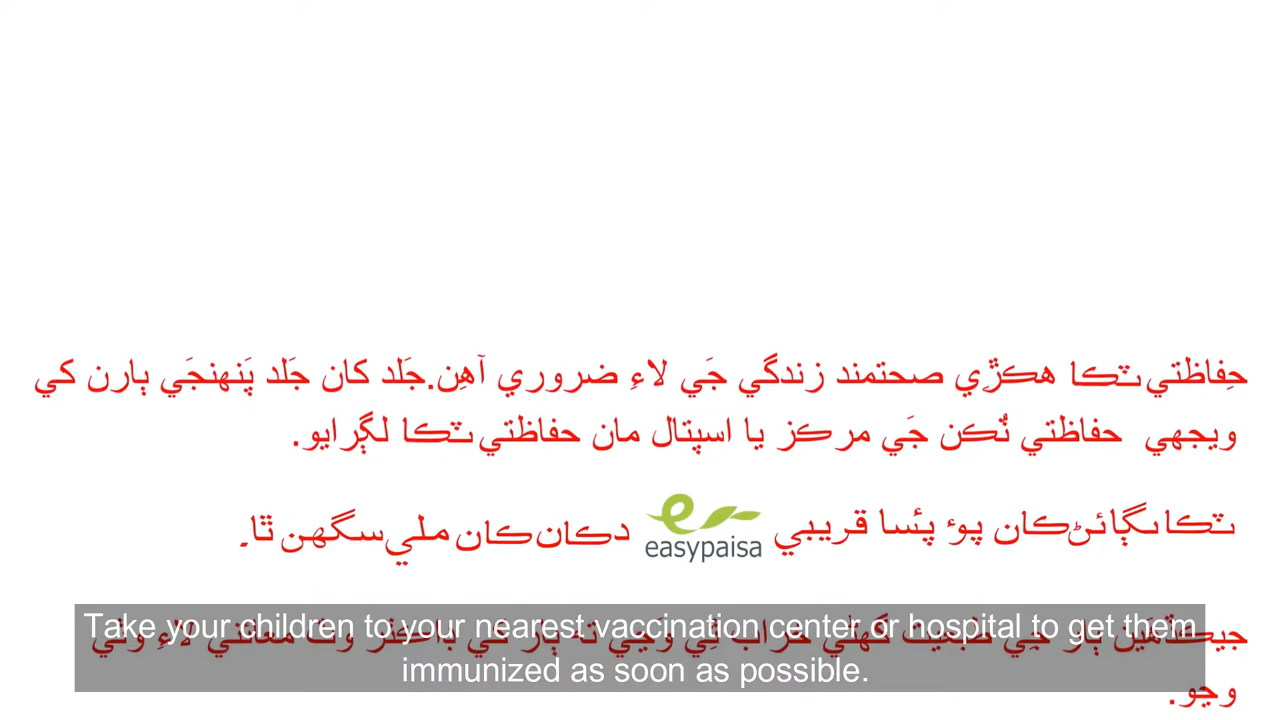 حِفاظتي ٽڪا هڪڙِي صحتمند زندگي جَي لاءِ ضروري آهِن.جَلد کان جَلد پَنهنجَي ٻارن کي
ويجهي حفاظتي ٽُڪن جَي مرڪز يا اسپتال مان حفاظتي ٽڪا لڳرايو.
ٽڪا لڳائڻ کان پوءِ پئسا قريبي easypaisa دڪان کان ملي سگهن ٿا.
Take your children to your nearest vaccination center or hospital to get them
immunized as soon as possible.
وڃو.